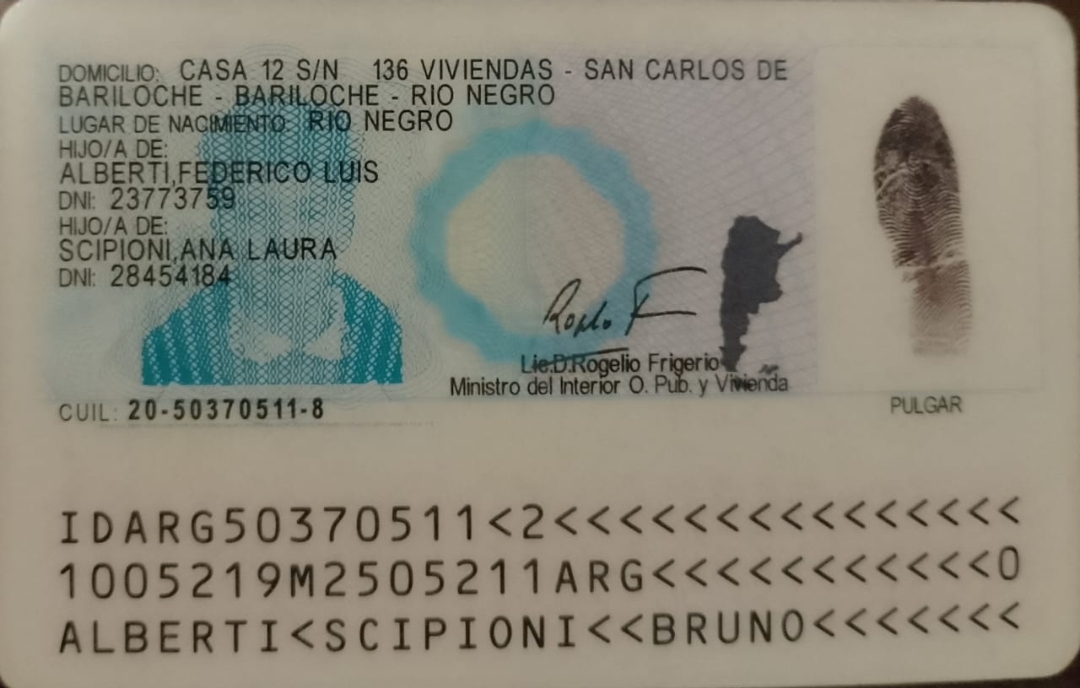 DOMICILIO: CASA 12 S/N 136 VIVIENDAS - SAN CARLOS DE
BARILOCHE - BARILOCHE - RIO NEGRO
LUGAR DE NACIMIENTO: RIO NEGRO
HIJO/A DE:
ALBERTI,FEDERICO LUIS
DNI: 23773759
HIJO/A DE:
SCIPIONI,ANA LAURA
DNI: 28454184
Lic.D.Rogelio Frigerio
Ministro del Interior O. Pub. y Vivienda
CUIL: 20-50370511-8
PULGAR
IDARG50370511<2<<<<<<<<<<<<<<<
1005219M2505211ARG<<<<<<<<<<<0
ALBERTI<SCIPIONI<<BRUNO<<<<<<<